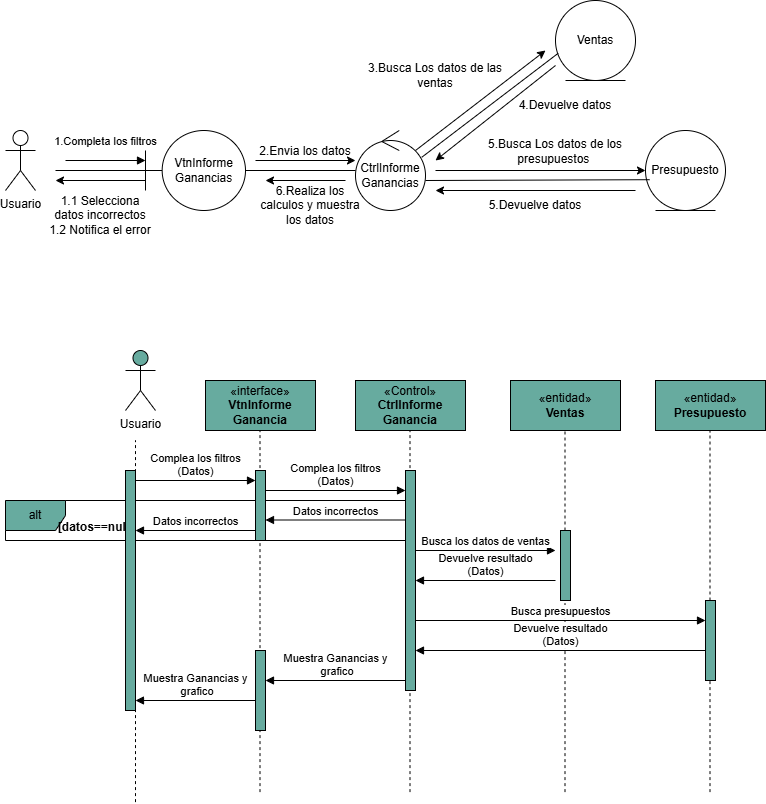 Ventas
3.Busca Los datos de las
ventas
4.Devuelve datos
1.Completa los filtros
VtnInforme
Ganancias
2.Envia los datos
CtrlInforme
Ganancias
5.Busca Los datos de los
presupuestos
Presupuesto
Usuario
1.1 Selecciona
datos incorrectos
1.2 Notifica el error
6.Realiza los
calculos y muestra
los datos
5.Devuelve datos
Usuario
«interface»
VtnInforme
Ganancia
«Control»
CtrlInforme
Ganancia
«entidad»
Ventas
«entidad»
Presupuesto
Complea los filtros
(Datos)
Complea los filtros
(Datos)
alt
[datos==nul
Datos incorrectos
Datos incorrectos
Busca los datos de ventas
Devuelve resultado
(Datos)
Busca presupuestos
Devuelve resultado
(Datos)
Muestra Ganancias y
grafico
Muestra Ganancias y
grafico